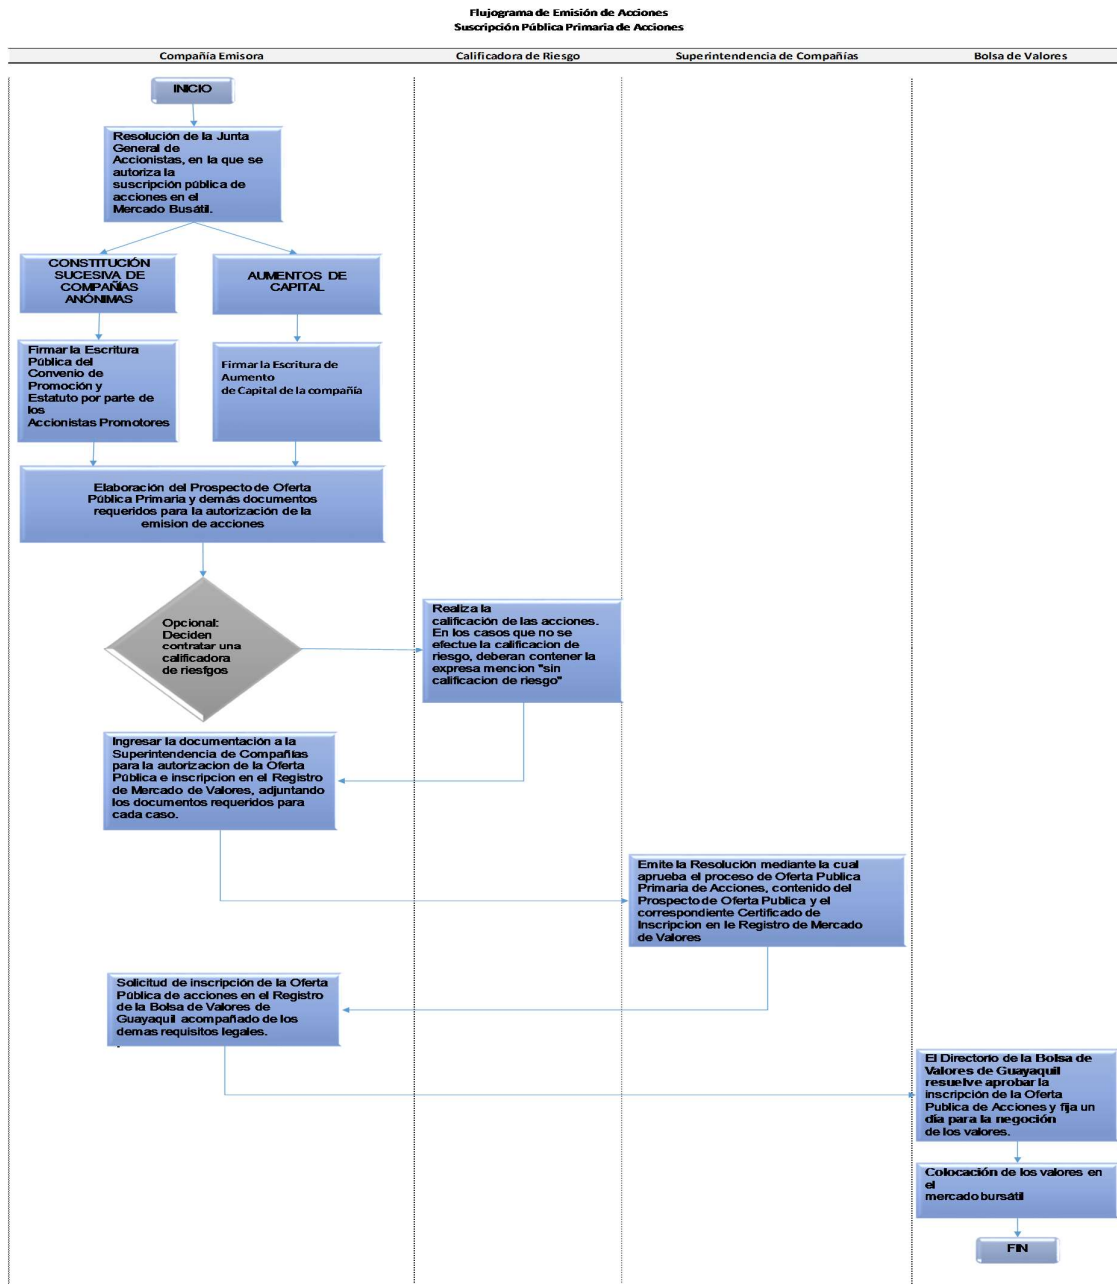 Flujograma de Emisión de Acciones
Suscripción Pública Primaria de Acciones
Compañía Emisora
Calificadora de Riesgo
Superintendencia de Compañías
Bolsa de Valores
INICIO
Resolución de la Junta
General de
Accionistas, en la que se
autoriza la
suscripción pública de
acciones en el
Mercado Busátil.
CONSTITUCIÓN
SUCESIVA DE
COMPAÑÍAS
ANÓNIMAS
AUMENTOS DE
CAPITAL
Firmar la Escritura
Pública del
Convenio de
Promoción y
Estatuto por parte de
los
Accionistas Promotores
Firmar la Escritura de
Aumento
de Capital de la compañía
Elaboración del Prospecto de Oferta
Pública Primaria y demás documentos
requeridos para la autorización de la
emision de acciones
Opcional:
Deciden
contratar una
calificadora
de riesfgos
Realiza la
calificación de las acciones.
En los casos que no se
efectue la calificacion de
riesgo, deberan contener la
expresa mencion "sin
calificacion de riesgo"
Ingresar la documentación a la
Superintendencia de Compañías
para la autorizacion de la Oferta
Pública e inscripcion en el Registro
de Mercado de Valores, adjuntando
los documentos requeridos para
cada caso.
Emite la Resolución mediante la cual
aprueba el proceso de Oferta Publica
Primaria de Acciones, contenido del
Prospecto de Oferta Publica y el
correspondiente Certificado de
Inscripcion en le Registro de Mercado
de Valores
Solicitud de inscripción de la Oferta
Pública de acciones en el Registro
de la Bolsa de Valores de
Guayaquil acompañado de los
demas requisitos legales.
El Directorio de la Bolsa de
Valores de Guayaquil
resuelve aprobar la
inscripción de la Oferta
Publica de Acciones y fija un
día para la negoción
de los valores.
Colocación de los valores en
el
mercado bursátil
FIN